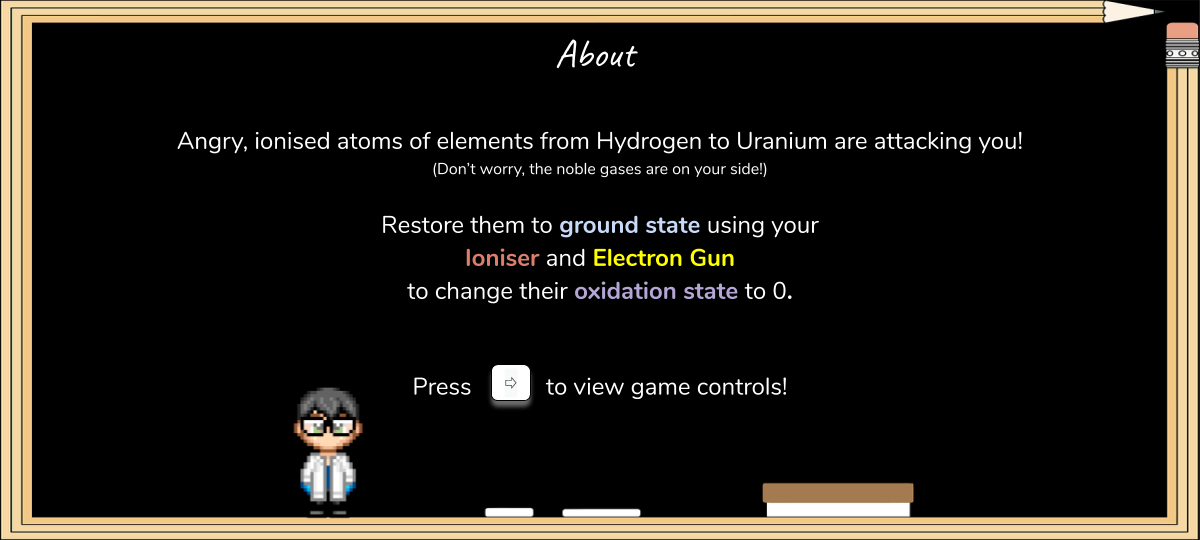 About
Angry, ionised atoms of elements from Hydrogen to Uranium are attacking you!
(Don't worry, the noble gases are on your side!)
Restore them to ground state using your
Ioniser and Electron Gun
to change their oxidation state to 0.
Press ⇨ to view game controls!